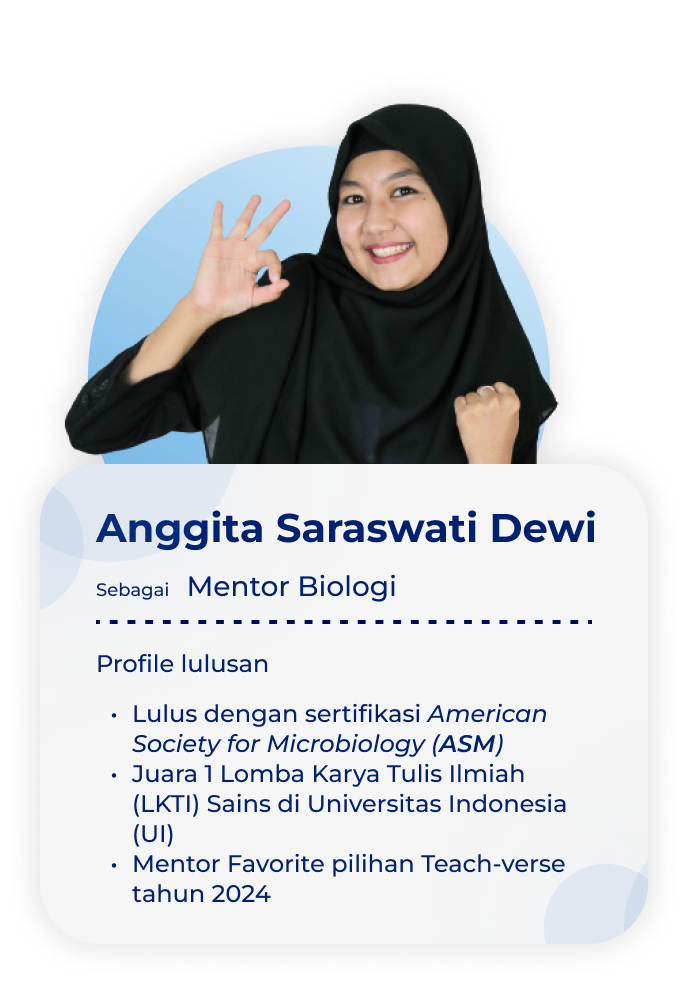 Anggita Saraswati Dewi
Sebagai Mentor Biologi
Profile lulusan
• Lulus dengan sertifikasi American
Society for Microbiology (ASM)
• Juara 1 Lomba Karya Tulis Ilmiah
(LKTI) Sains di Universitas Indonesia
(UI)
• Mentor Favorite pilihan Teach-verse
tahun 2024